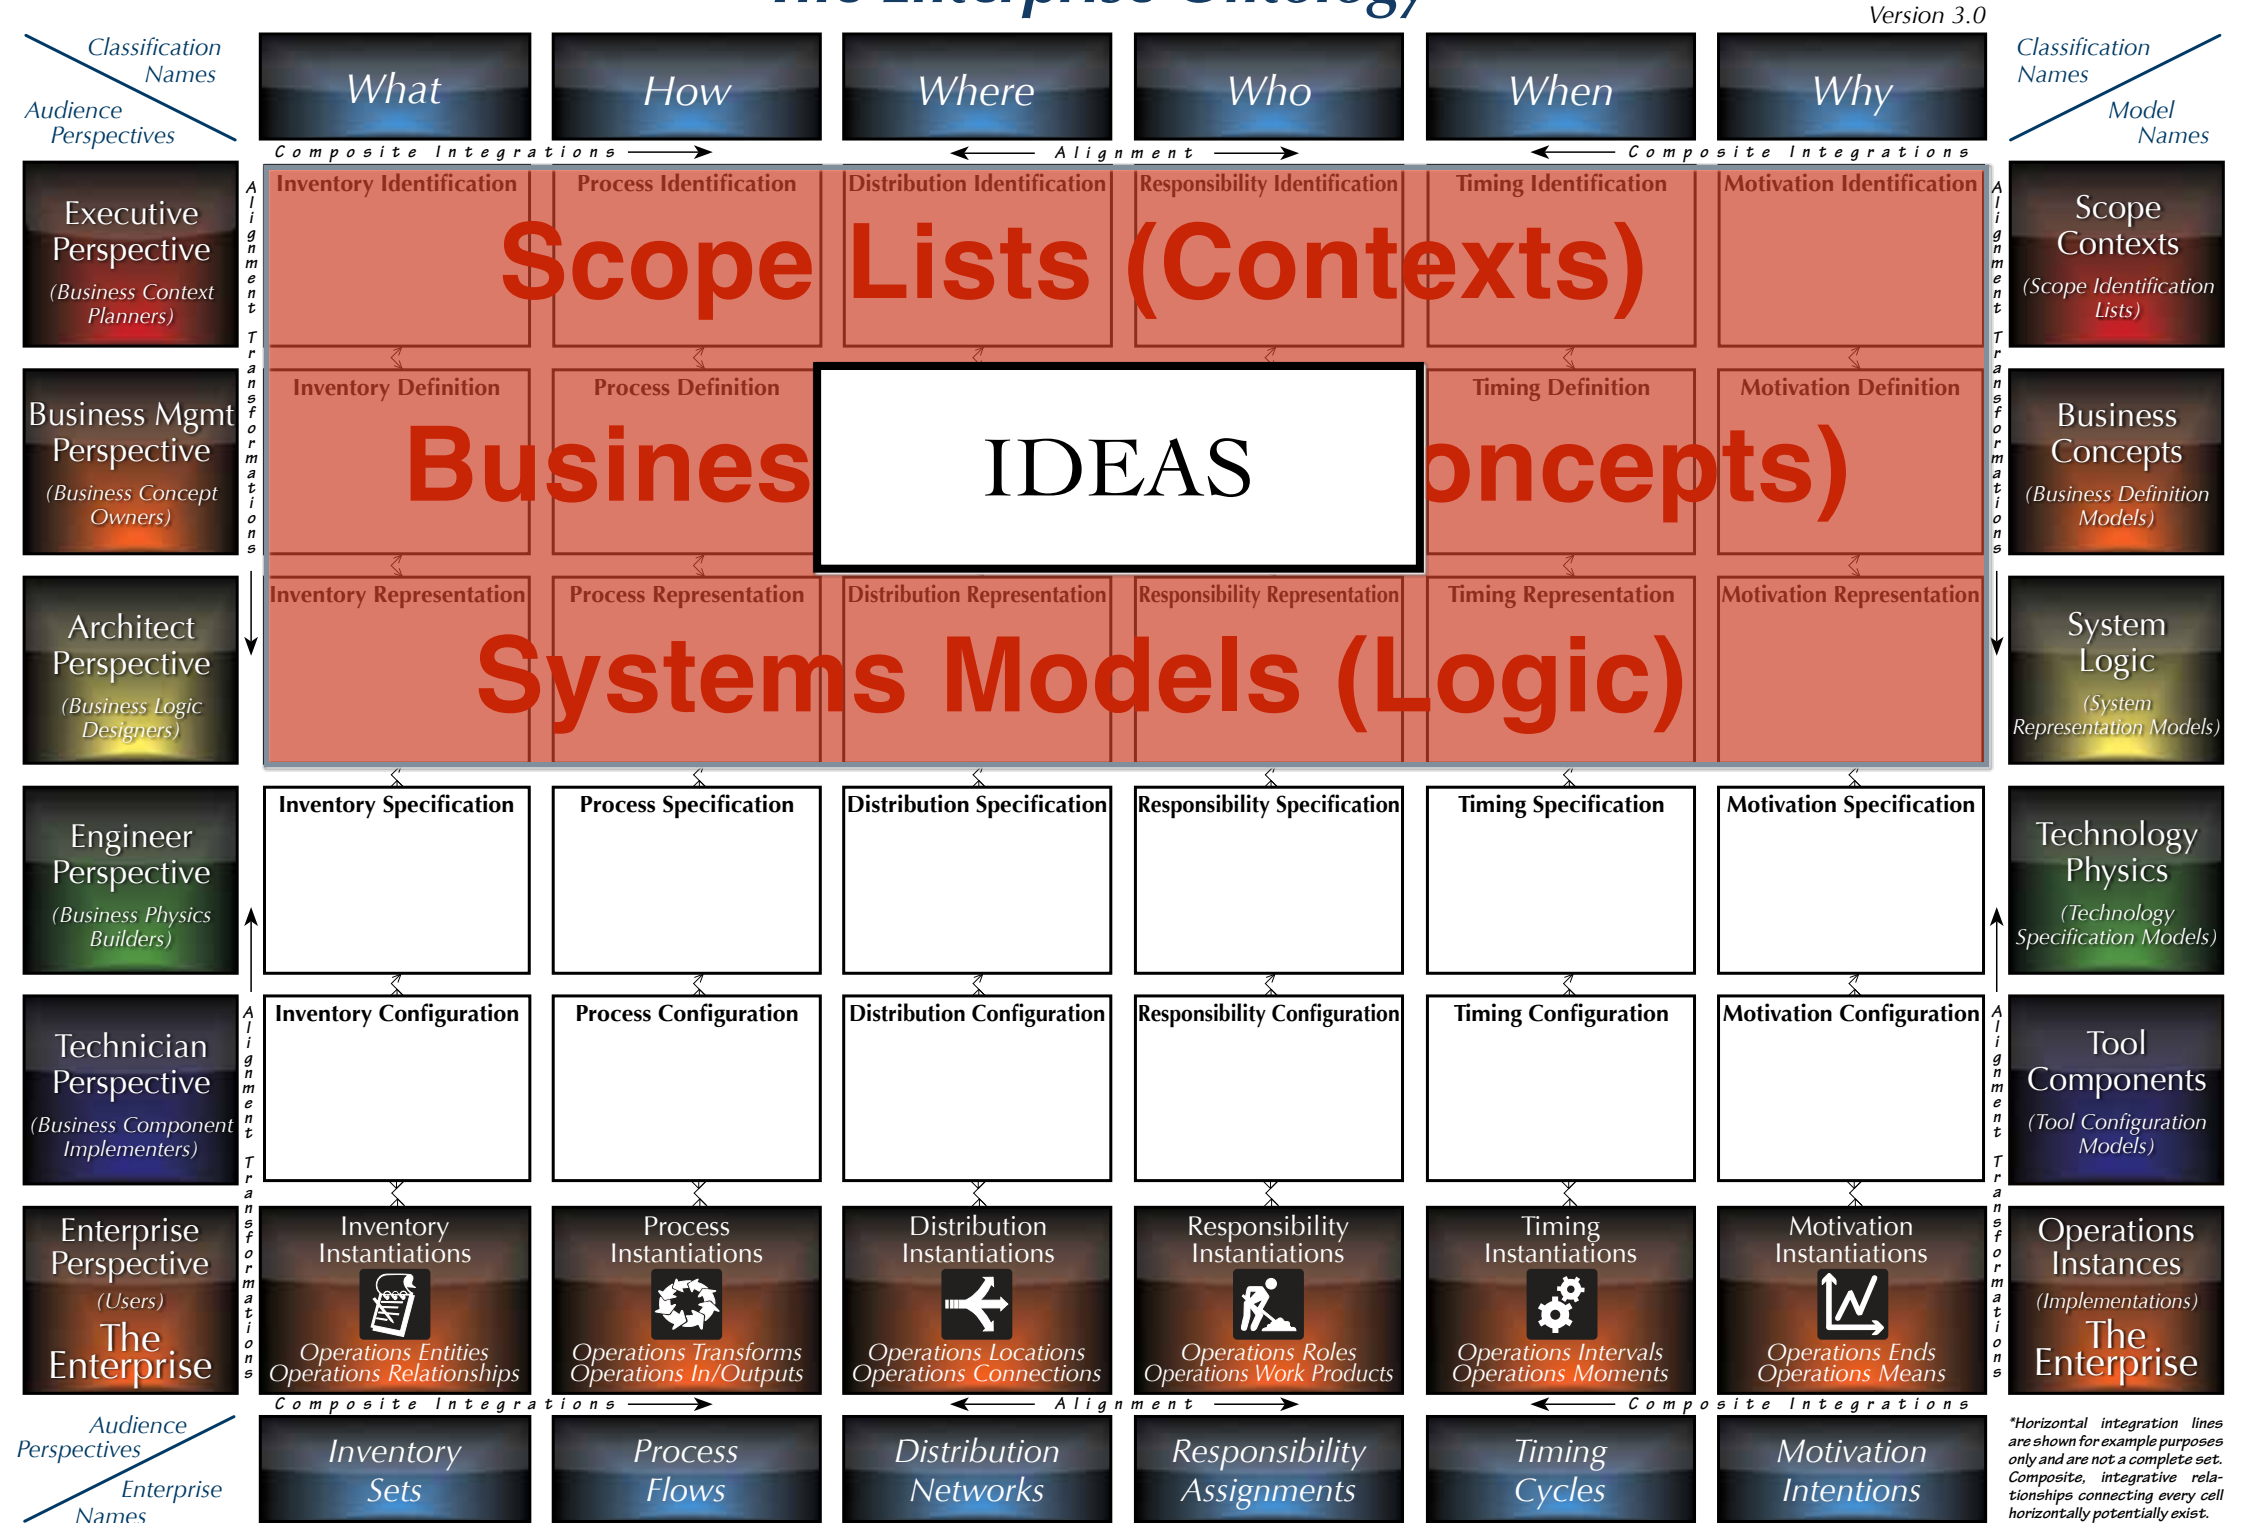 The Enterprise Ontology
Version 3.0
Classification
Names
Audience
Perspectives
What
How
Where
Who
When
Why
Classification
Names
Model
Names
Composite Integrations
Alignment
Composite Integrations
Executive
Perspective
(Business Context
Planners)
Alignment Transformations
Inventory Identification
Process Identification
Distribution Identification
Responsibility Identification
Timing Identification
Motivation Identification
Scope Lists (Contexts)
Alignment Transformations
Scope
Contexts
(Scope Identification
Lists)
Business Mgmt
Perspective
(Business Concept
Owners)
Inventory Definition
Process Definition
Timing Definition
Motivation Definition
Busines
IDEAS
oncepts)
Business
Concepts
(Business Definition
Models)
Architect
Perspective
(Business Logic
Designers)
Inventory Representation
Process Representation
Distribution Representation
Responsibility Representation
Timing Representation
Motivation Representation
Systems Models (Logic)
System
Logic
(System
Representation Models)
Engineer
Perspective
(Business Physics
Builders)
Inventory Specification
Process Specification
Distribution Specification
Responsibility Specification
Timing Specification
Motivation Specification
Technology
Physics
(Technology
Specification Models)
Technician
Perspective
(Business Component
Implementers)
Alignment Transformations
Inventory Configuration
Process Configuration
Distribution Configuration
Responsibility Configuration
Timing Configuration
Motivation Configuration
Alignment Transformations
Tool
Components
(Tool Configuration
Models)
Enterprise
Perspective
(Users)
The
Enterprise
Inventory
Instantiations
Operations Entities
Operations Relationships
Process
Instantiations
Operations Transforms
Operations In/Outputs
Distribution
Instantiations
Operations Locations
Operations Connections
Responsibility
Instantiations
Operations Roles
Operations Work Products
Timing
Instantiations
Operations Intervals
Operations Moments
Motivation
Instantiations
Operations Ends
Operations Means
Operations
Instances
(Implementations)
The
Enterprise
Composite Integrations
Alignment
Composite Integrations
Audience
Perspectives
Enterprise
Names
Inventory
Sets
Process
Flows
Distribution
Networks
Responsibility
Assignments
Timing
Cycles
Motivation
Intentions
*Horizontal integration lines
are shown for example purposes
only and are not a complete set.
Composite, integrative rela-
tionships connecting every cell
horizontally potentially exist.